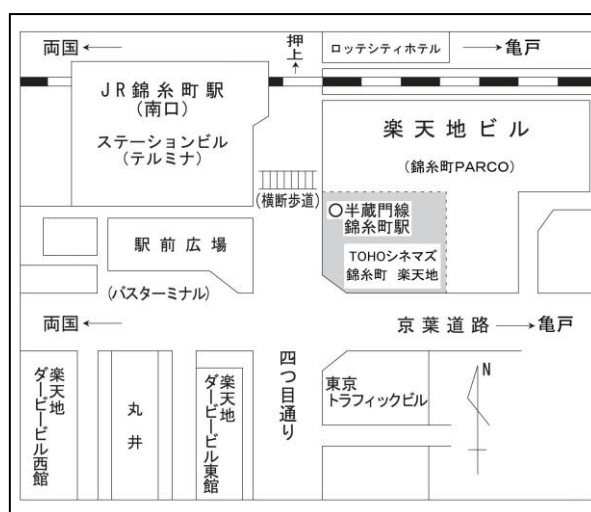 両国 ←
押上
↑
ロッテシティホテル
→ 亀戸
JR錦糸町駅
(南口)
ステーションビル
(テルミナ)
楽天地ビル
(錦糸町PARCO)
(横断歩道)
○半蔵門線
錦糸町駅
TOHOシネマズ
錦糸町 楽天地
駅前広場
(バスターミナル)
両国 ←
京葉道路 → 亀戸
楽天地
ダービービル西館
丸井
楽天地
ダービービル東館
四つ目通り
東京
トラフィックビル
N